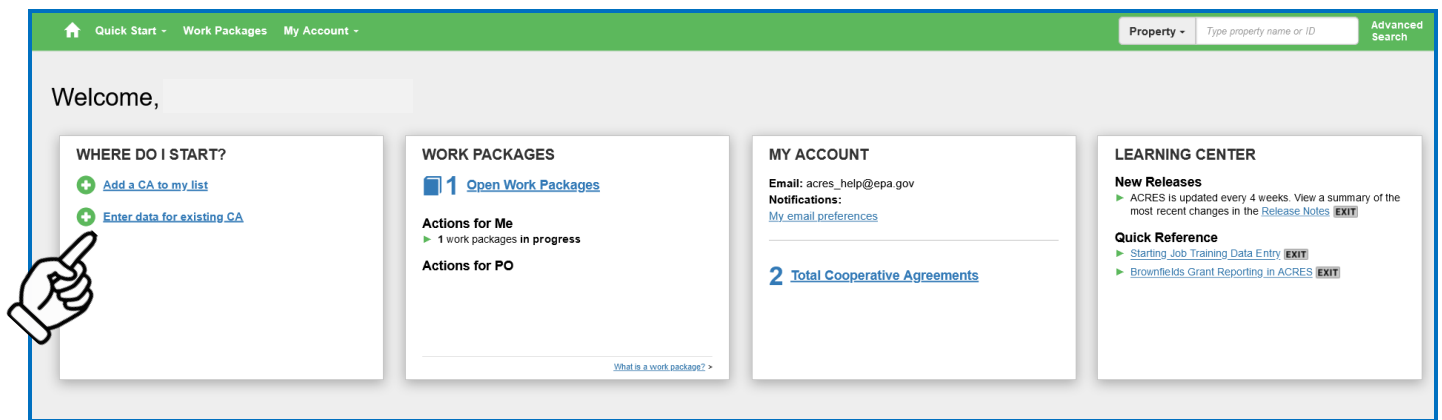 Quick Start Work Packages My Account
Property Type property name or ID Advanced Search
Welcome,
WHERE DO I START?
Add a CA to my list
Enter data for existing CA
WORK PACKAGES
1 Open Work Packages
Actions for Me
1 work packages in progress
Actions for PO
What is a work package? >
MY ACCOUNT
Email: acres_help@epa.gov
Notifications:
My email preferences
2 Total Cooperative Agreements
LEARNING CENTER
New Releases
ACRES is updated every 4 weeks. View a summary of the
most recent changes in the Release Notes EXIT
Quick Reference
Starting Job Training Data Entry EXIT
Brownfields Grant Reporting in ACRES EXIT